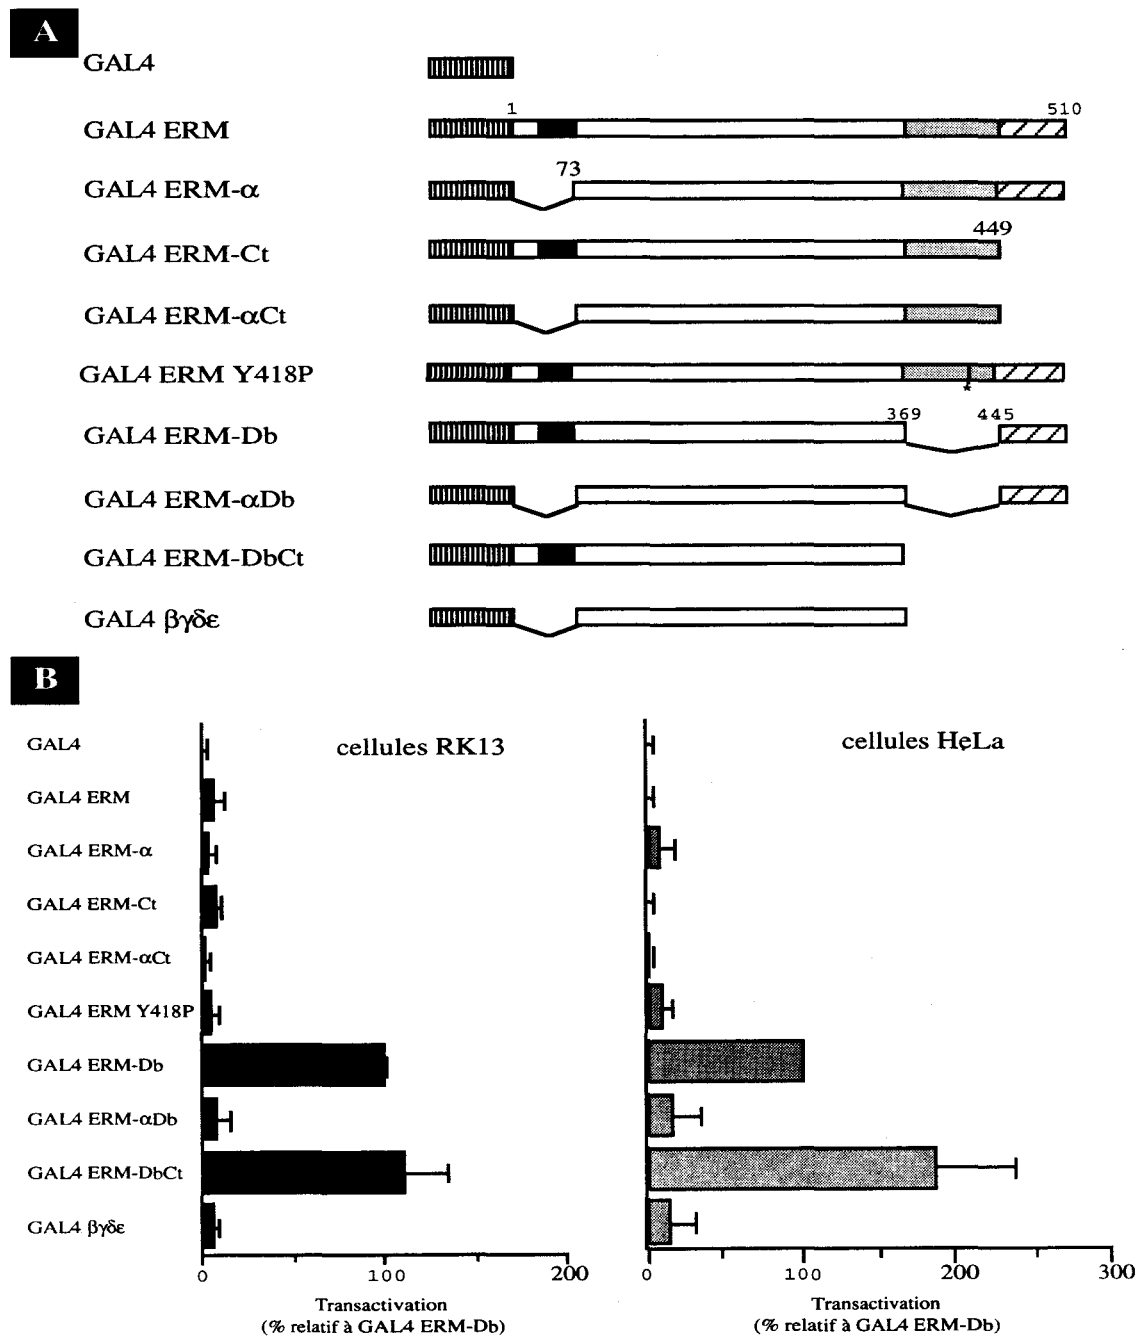 A
GAL4
1 510
GAL4 ERM
73
GAL4 ERM-α
449
GAL4 ERM-Ct
GAL4 ERM-αCt
GAL4 ERM Y418P
*
369 445
GAL4 ERM-Db
GAL4 ERM-αDb
GAL4 ERM-DbCt
GAL4 βγδε
B
cellules RK13
GAL4
GAL4 ERM
GAL4 ERM-α
GAL4 ERM-Ct
GAL4 ERM-αCt
GAL4 ERM Y418P
GAL4 ERM-Db
GAL4 ERM-αDb
GAL4 ERM-DbCt
GAL4 βγδε
0 100 200
Transactivation
(% relatif à GAL4 ERM-Db)
cellules HeLa
0 100 200 300
Transactivation
(% relatif à GAL4 ERM-Db)